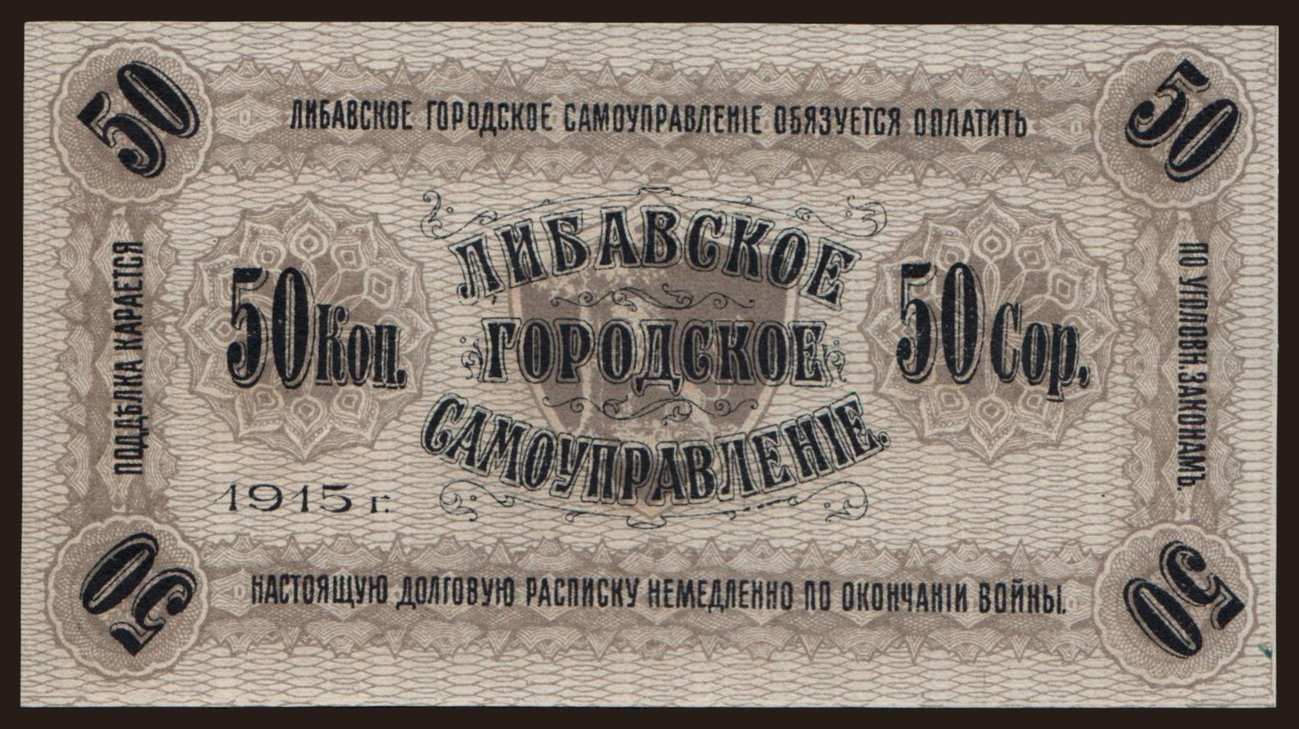 50
50
ЛИБАВСКОЕ ГОРОДСКОЕ САМОУПРАВЛЕНІЕ ОБЯЗУЕТСЯ ОПЛАТИТЬ
ПОДДѢЛКА КАРАЕТСЯ
50 Коп.
ЛИБАВСКОЕ
ГОРОДСКОЕ
САМОУПРАВЛЕНІЕ.
50 Cop.
ПО УГОЛОВН. ЗАКОНАМЪ.
1915 г.
НАСТОЯЩУЮ ДОЛГОВУЮ РАСПИСКУ НЕМЕДЛЕННО ПО ОКОНЧАНІИ ВОЙНЫ.
50
50